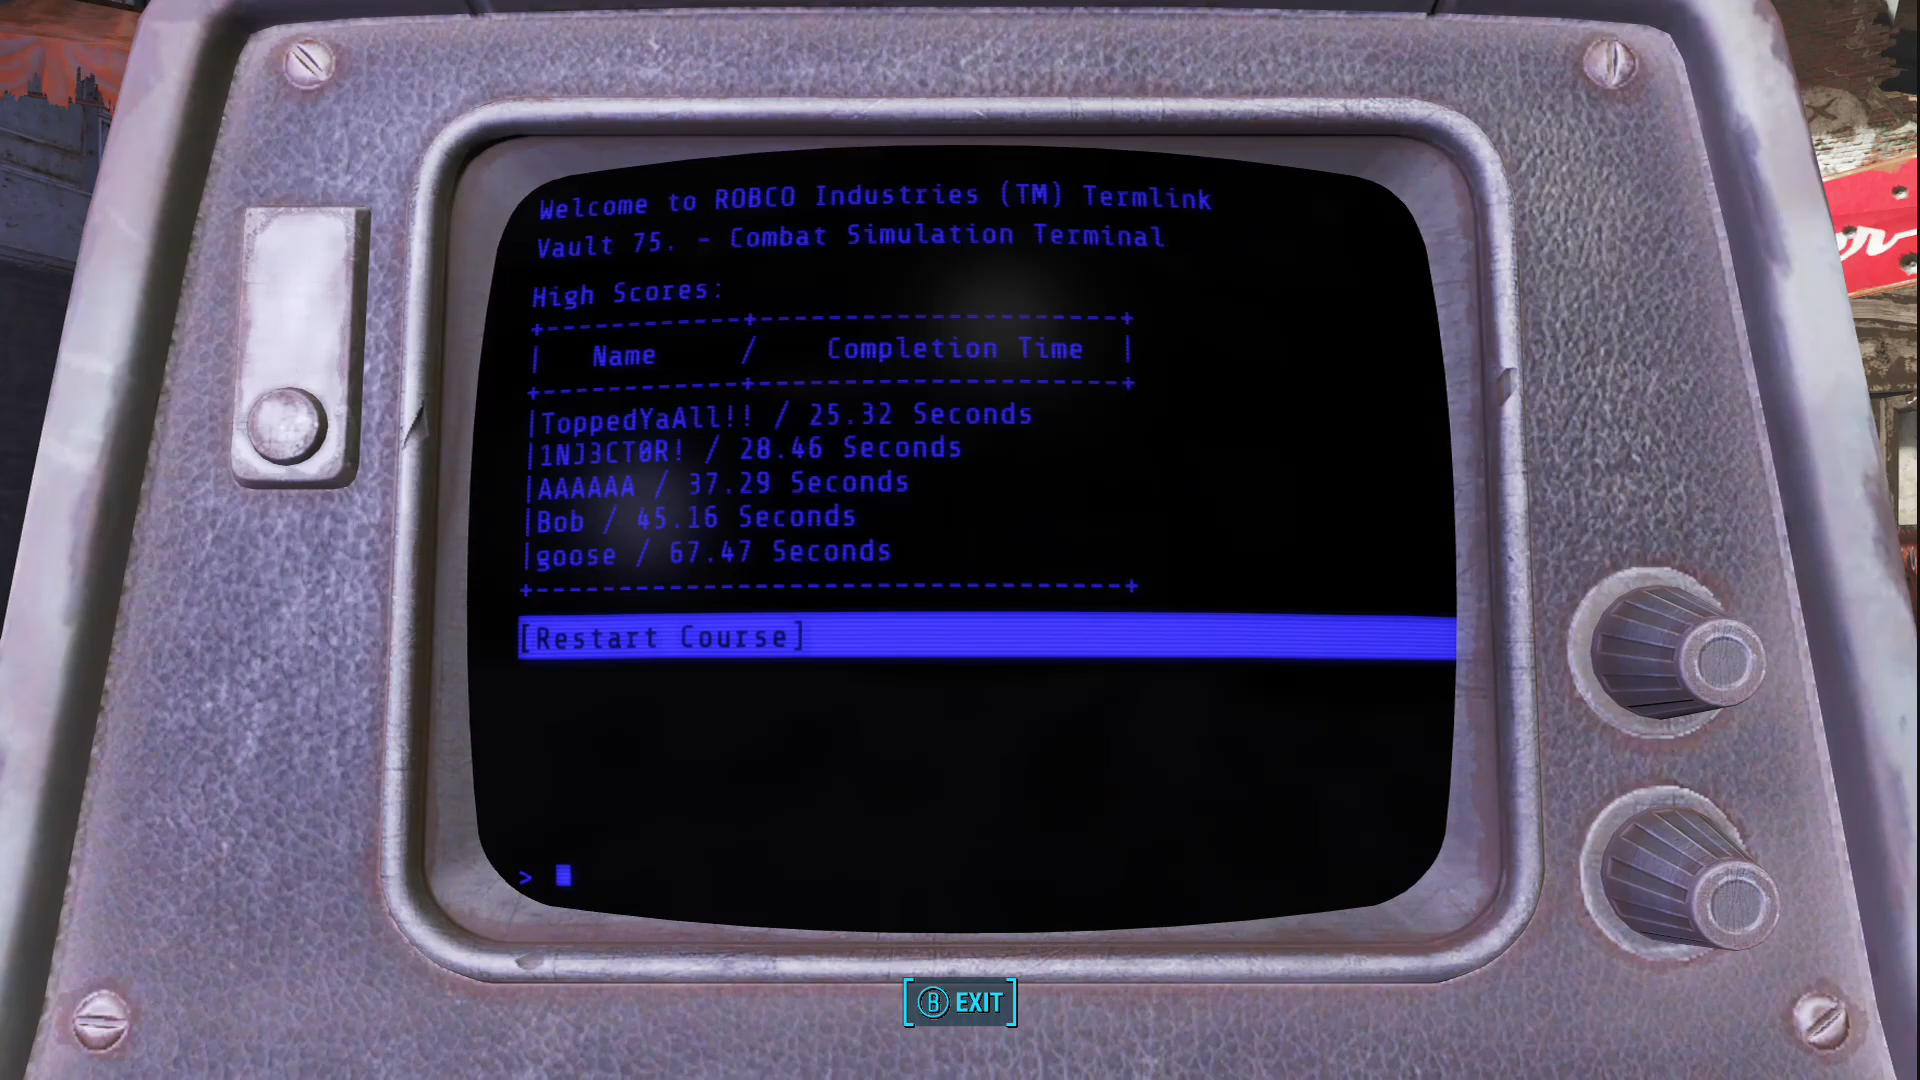 Welcome to ROBCO Industries (TM) Termlink
Vault 75. - Combat Simulation Terminal
High Scores:
+------------+----------------------+
|   Name     /    Completion Time  |
+------------+----------------------+
|ToppedYaAll!! / 25.32 Seconds
|1NJ3CT0R! / 28.46 Seconds
|AAAAAA / 37.29 Seconds
|Bob / 45.16 Seconds
|goose / 67.47 Seconds
+-----------------------------------+
[Restart Course]
>
B EXIT